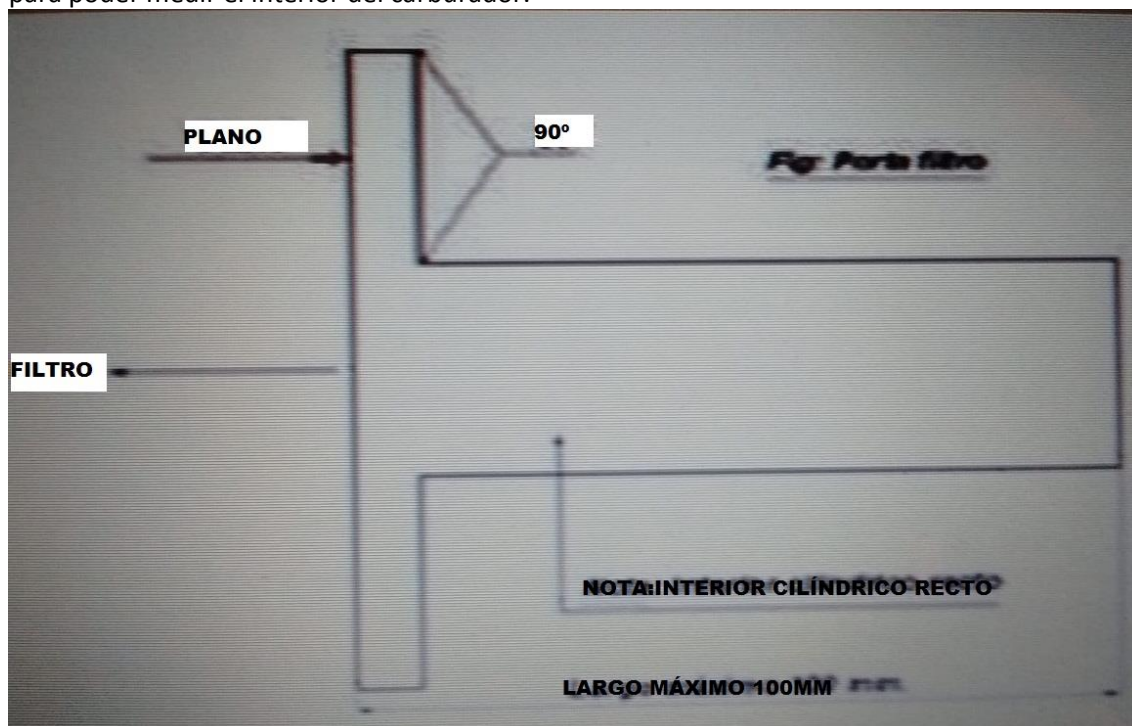 para poder medir el interior del carburador.
PLANO
90º
Fig: Porta filtro
FILTRO
NOTA:INTERIOR CILÍNDRICO RECTO
LARGO MÁXIMO 100MM